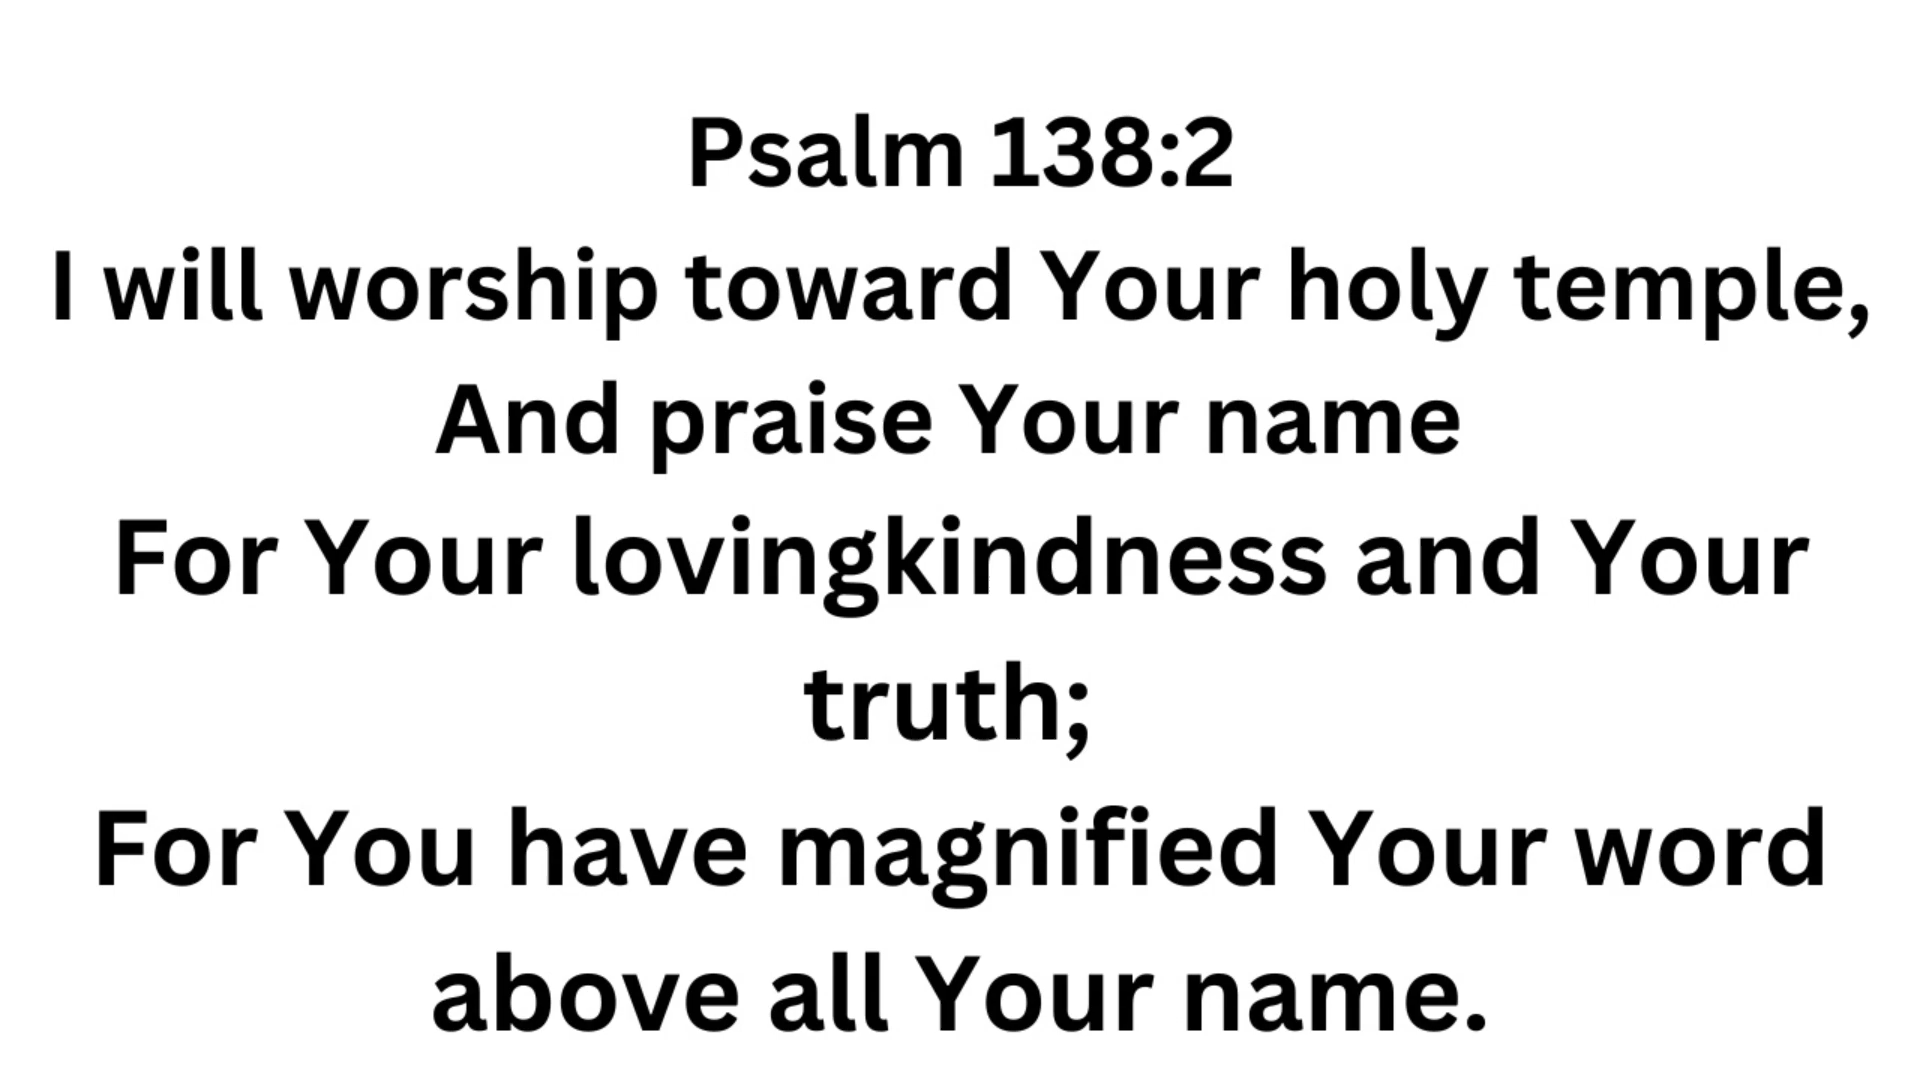 Psalm 138:2
I will worship toward Your holy temple,
And praise Your name
For Your lovingkindness and Your
truth;
For You have magnified Your word
above all Your name.